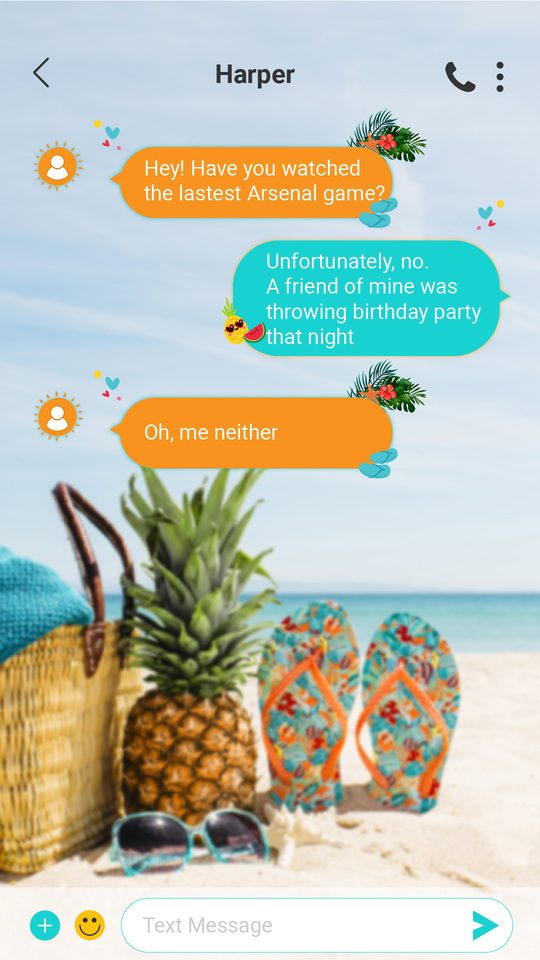 Harper
Hey! Have you watched
the lastest Arsenal game?
Unfortunately, no.
A friend of mine was
throwing birthday party
that night
Oh, me neither
Text Message